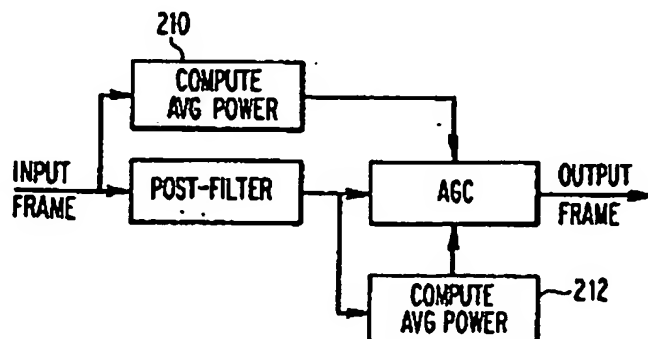 210
COMPUTE
AVG POWER
INPUT
FRAME
POST-FILTER
AGC
OUTPUT
FRAME
COMPUTE
AVG POWER
212